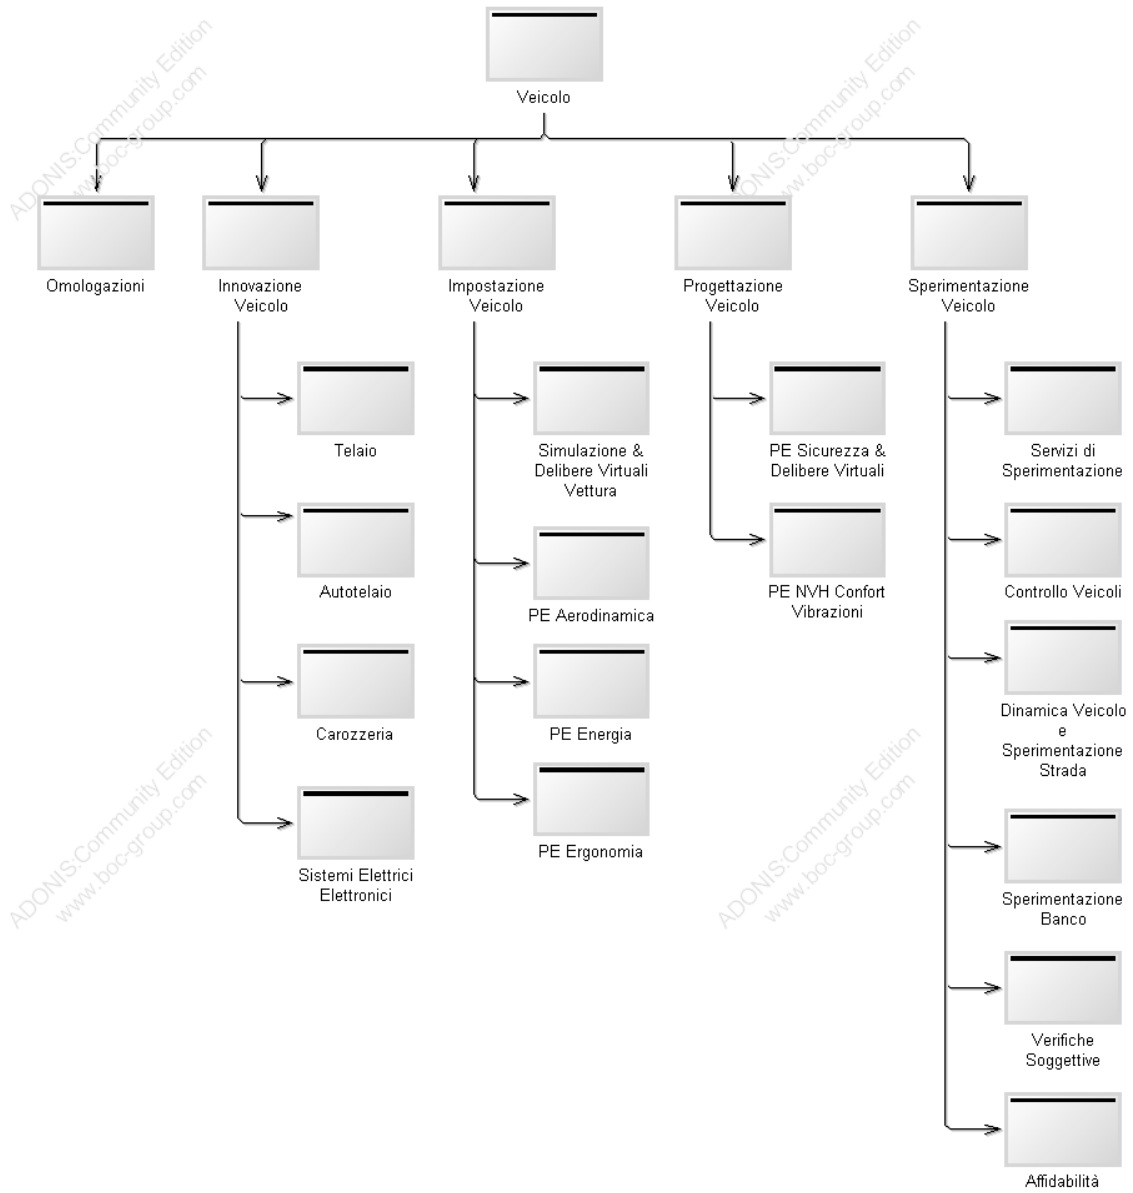 Veicolo
Omologazioni
Innovazione
Veicolo
Impostazione
Veicolo
Progettazione
Veicolo
Sperimentazione
Veicolo
Telaio
Autotelaio
Carozzeria
Sistemi Elettrici
Elettronici
Simulazione &
Delibere Virtuali
Vettura
PE Aerodinamica
PE Energia
PE Ergonomia
PE Sicurezza &
Delibere Virtuali
PE NVH Confort
Vibrazioni
Servizi di
Sperimentazione
Controllo Veicoli
Dinamica Veicolo
e
Sperimentazione
Strada
Sperimentazione
Banco
Verifiche
Soggettive
Affidabilità
ADONIS:Community Edition
www.boc-group.com
ADONIS:Community Edition
www.boc-group.com
ADONIS:Community Edition
www.boc-group.com
ADONIS:Community Edition
www.boc-group.com